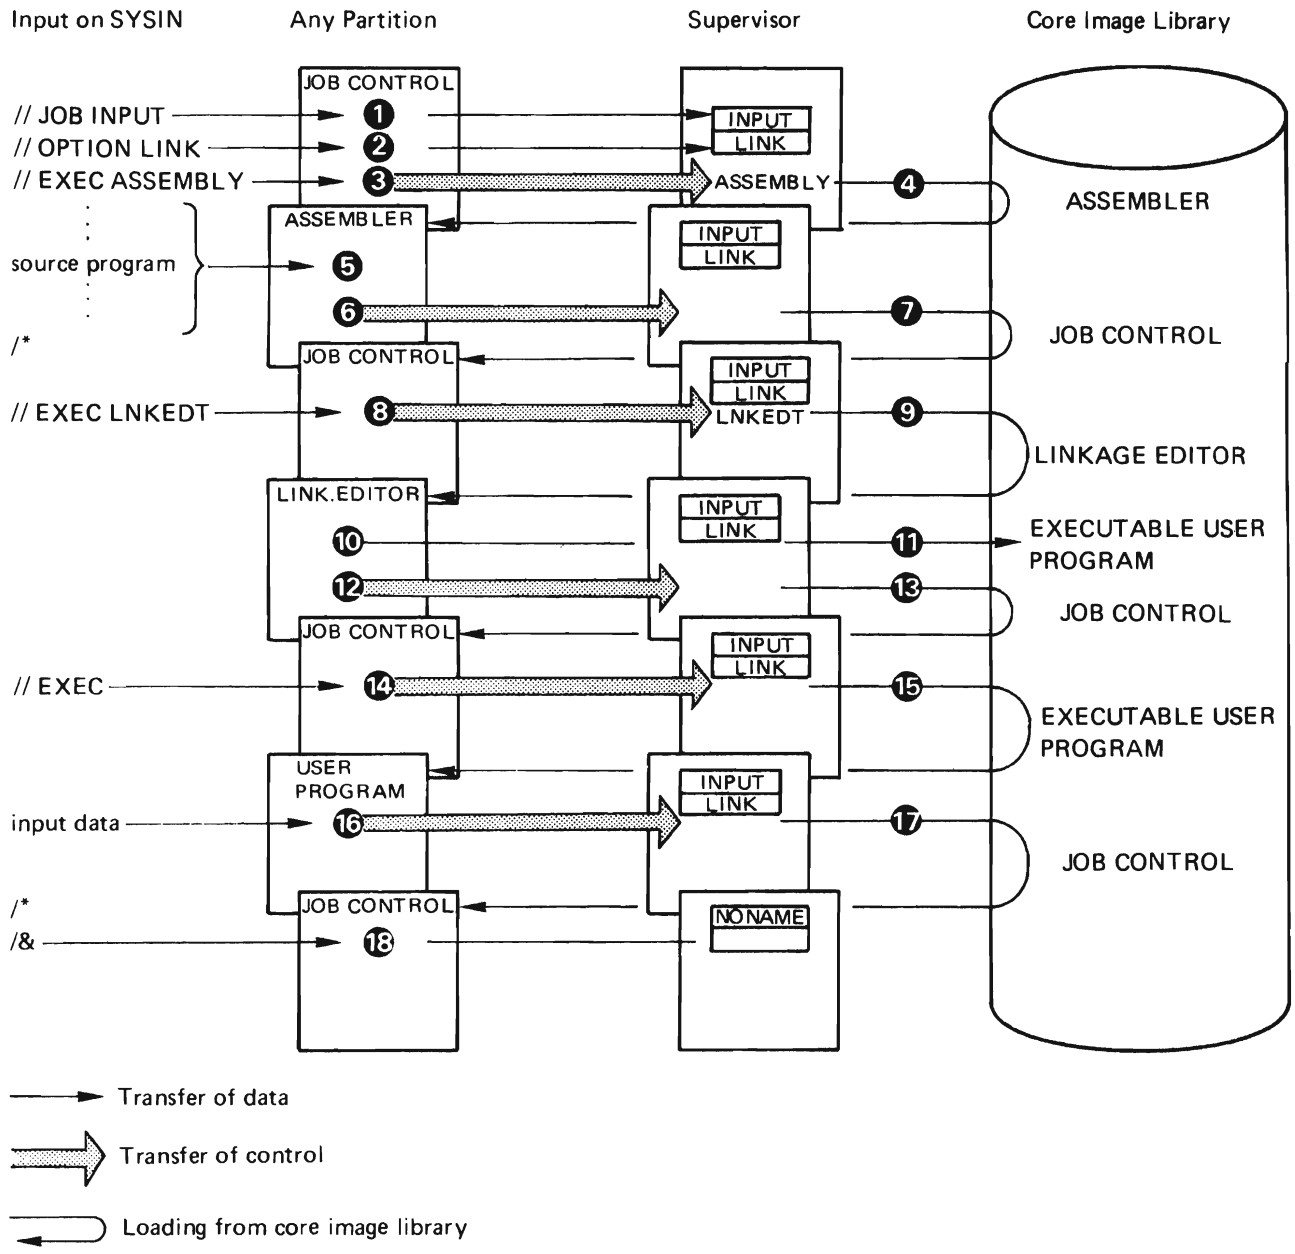 Input on SYSIN
Any Partition
Supervisor
Core Image Library
JOB CONTROL
// JOB INPUT
1
INPUT
// OPTION LINK
2
LINK
// EXEC ASSEMBLY
3
ASSEMBLY
4
ASSEMBLER
ASSEMBLER
INPUT
LINK
source program
5
6
7
JOB CONTROL
/*
JOB CONTROL
INPUT
LINK
// EXEC LNKEDT
8
LNKEDT
9
LINKAGE EDITOR
LINK.EDITOR
INPUT
LINK
10
11
EXECUTABLE USER
PROGRAM
12
13
JOB CONTROL
JOB CONTROL
INPUT
LINK
// EXEC
14
15
EXECUTABLE USER
PROGRAM
USER
PROGRAM
INPUT
LINK
input data
16
17
JOB CONTROL
/*
JOB CONTROL
NO NAME
/&
18
Transfer of data
Transfer of control
Loading from core image library